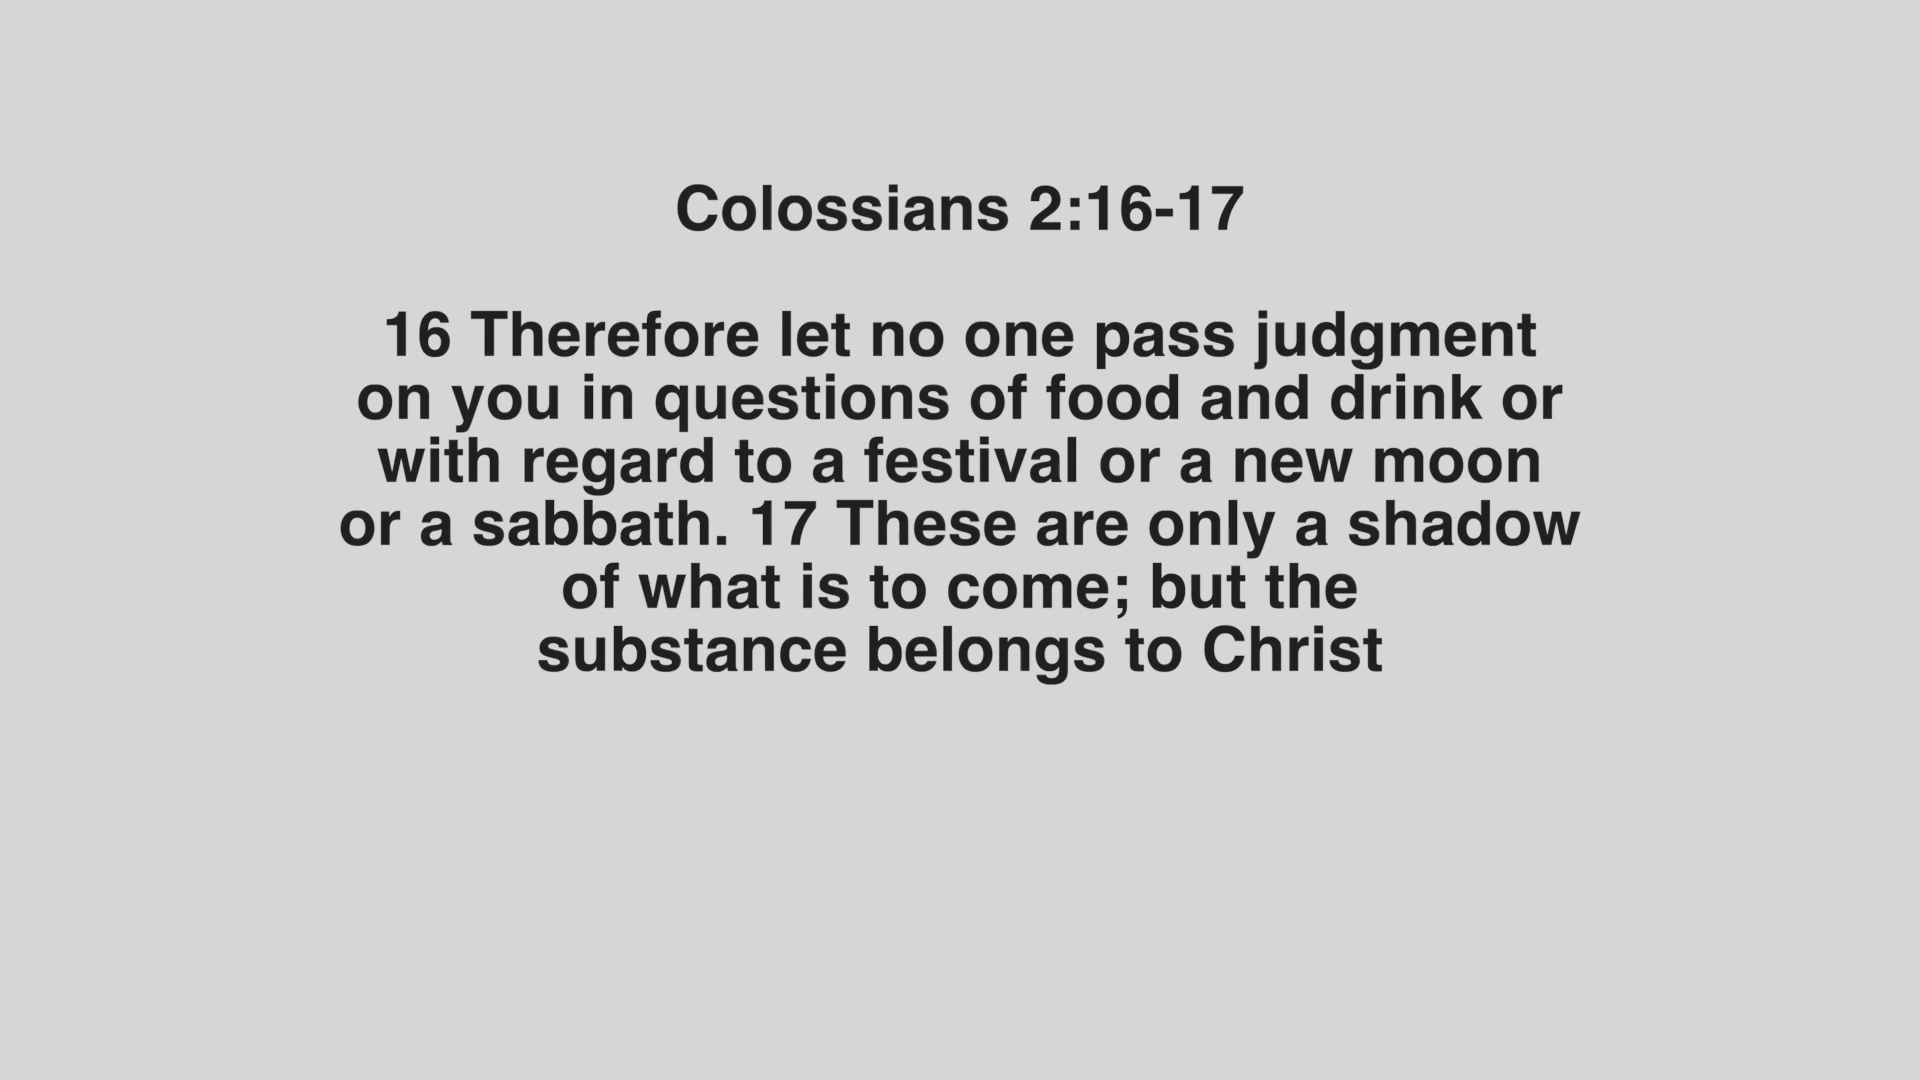 Colossians 2:16-17
16 Therefore let no one pass judgment
on you in questions of food and drink or
with regard to a festival or a new moon
or a sabbath. 17 These are only a shadow
of what is to come; but the
substance belongs to Christ